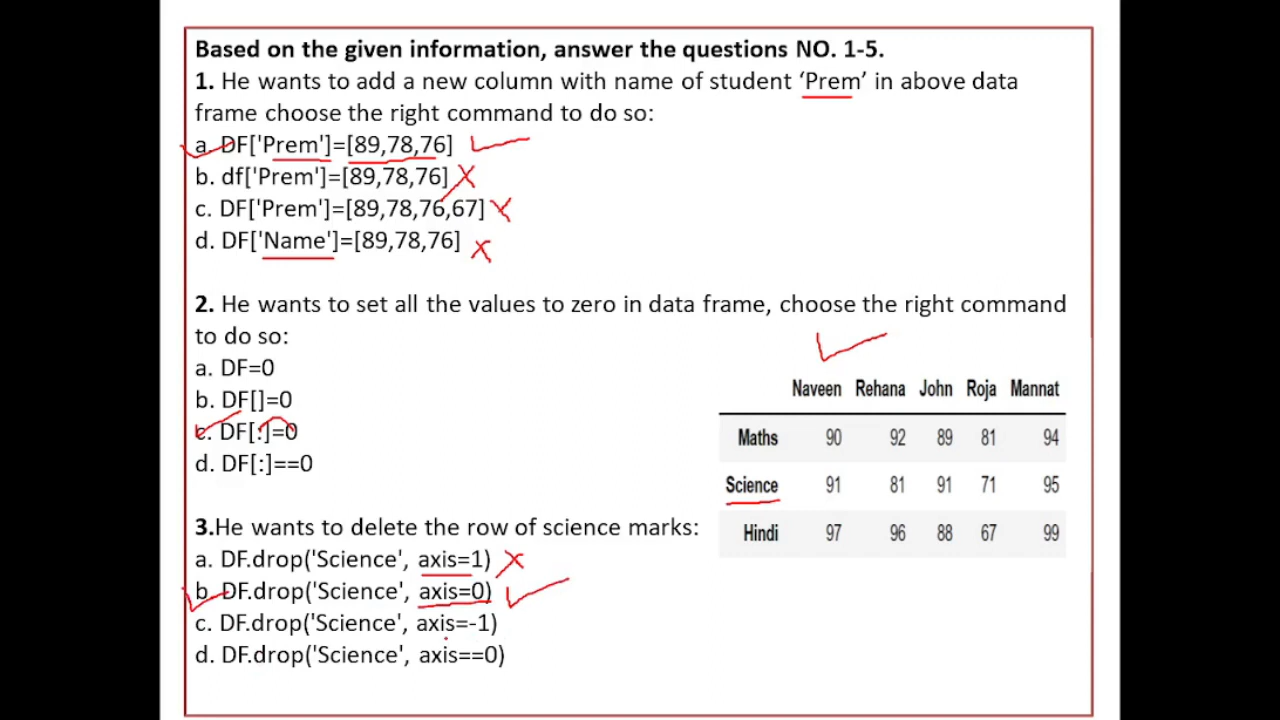 Based on the given information, answer the questions NO. 1-5.
1. He wants to add a new column with name of student ‘Prem’ in above data
frame choose the right command to do so:
a. DF['Prem']=[89,78,76]
b. df['Prem']=[89,78,76]
c. DF['Prem']=[89,78,76,67]
d. DF['Name']=[89,78,76]
2. He wants to set all the values to zero in data frame, choose the right command
to do so:
a. DF=0
b. DF[]=0
c. DF[:]=0
d. DF[:]==0
Naveen Rehana John Roja Mannat
Maths 90 92 89 81 94
Science 91 81 91 71 95
Hindi 97 96 88 67 99
3.He wants to delete the row of science marks:
a. DF.drop('Science', axis=1)
b. DF.drop('Science', axis=0)
c. DF.drop('Science', axis=-1)
d. DF.drop('Science', axis==0)